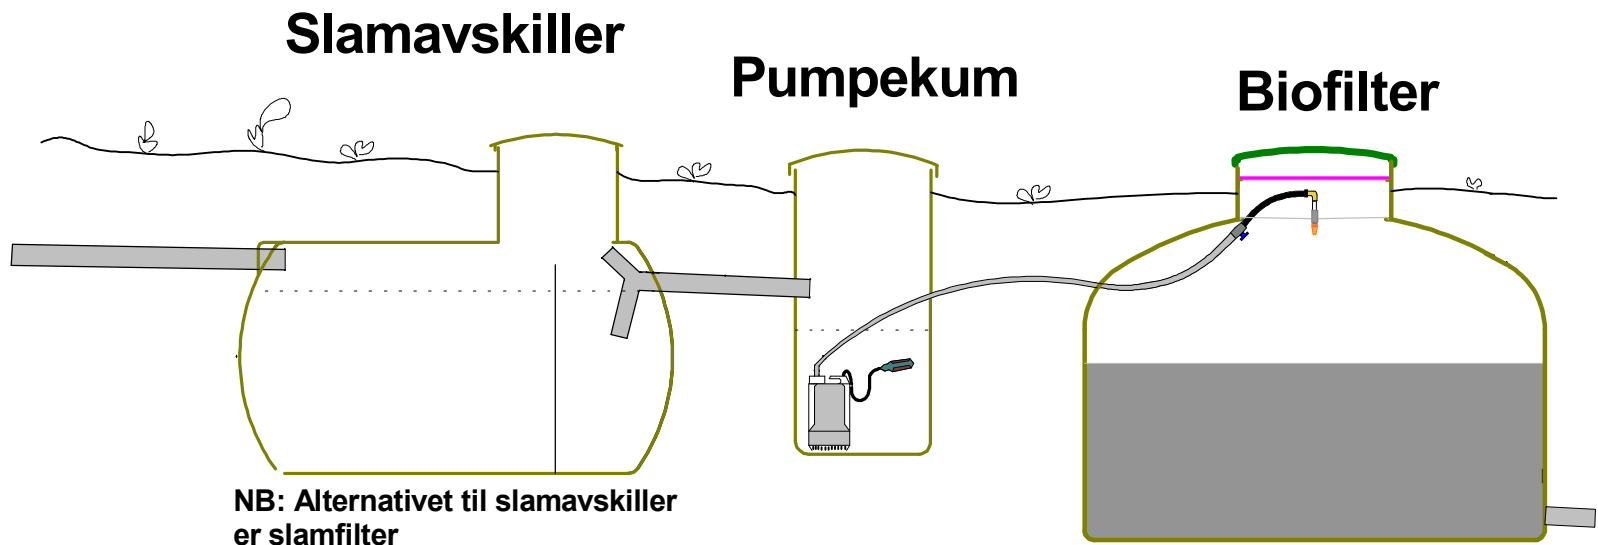 Slamavskiller
Pumpekum
Biofilter
NB: Alternativet til slamavskiller
er slamfilter